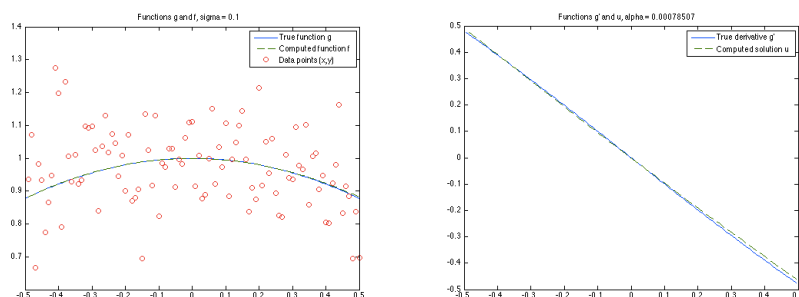 Functions g and f, sigma = 0.1
True function g
Computed function f
Data points (x,y)
1.4
1.3
1.2
1.1
1
0.9
0.8
0.7
-0.5 -0.4 -0.3 -0.2 -0.1 0 0.1 0.2 0.3 0.4 0.5
Functions g' and u, alpha = 0.00078507
True derivative g'
Computed solution u
0.5
0.4
0.3
0.2
0.1
0
-0.1
-0.2
-0.3
-0.4
-0.5
-0.5 -0.4 -0.3 -0.2 -0.1 0 0.1 0.2 0.3 0.4